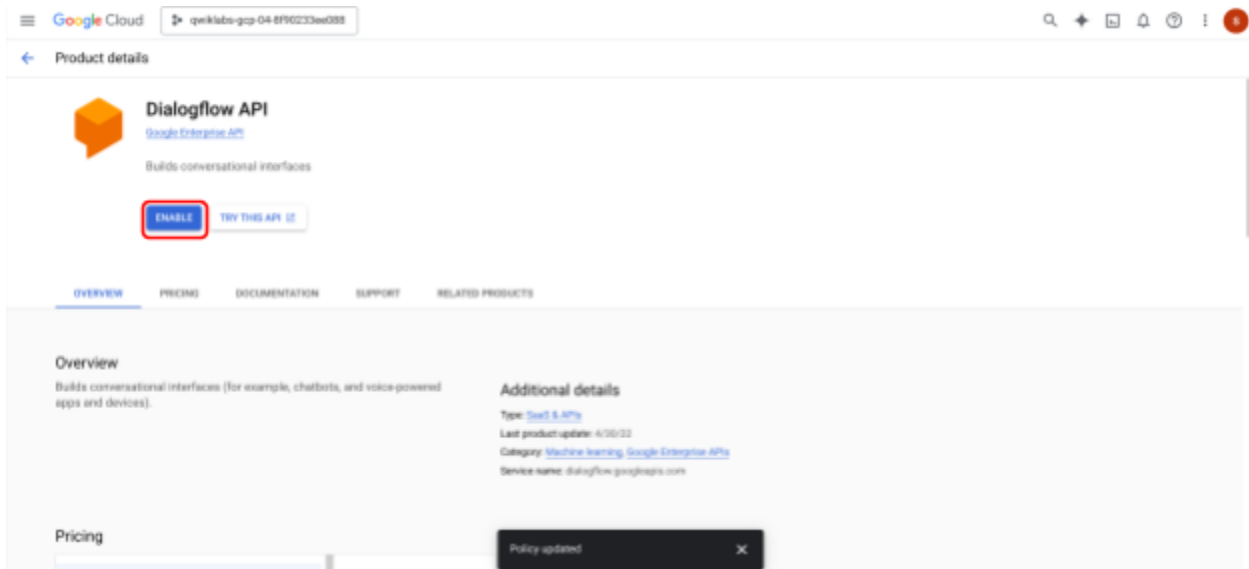 Google Cloud
qwiklabs-gcp-04-8f90233ee088
S
Product details
Dialogflow API
Google Enterprise API
Builds conversational interfaces
ENABLE
TRY THIS API
OVERVIEW
PRICING
DOCUMENTATION
SUPPORT
RELATED PRODUCTS
Overview
Builds conversational interfaces (for example, chatbots, and voice-powered
apps and devices).
Additional details
Type: SaaS & APIs
Last product update: 4/30/22
Category: Machine learning, Google Enterprise APIs
Service name: dialogflow.googleapis.com
Pricing
Policy updated